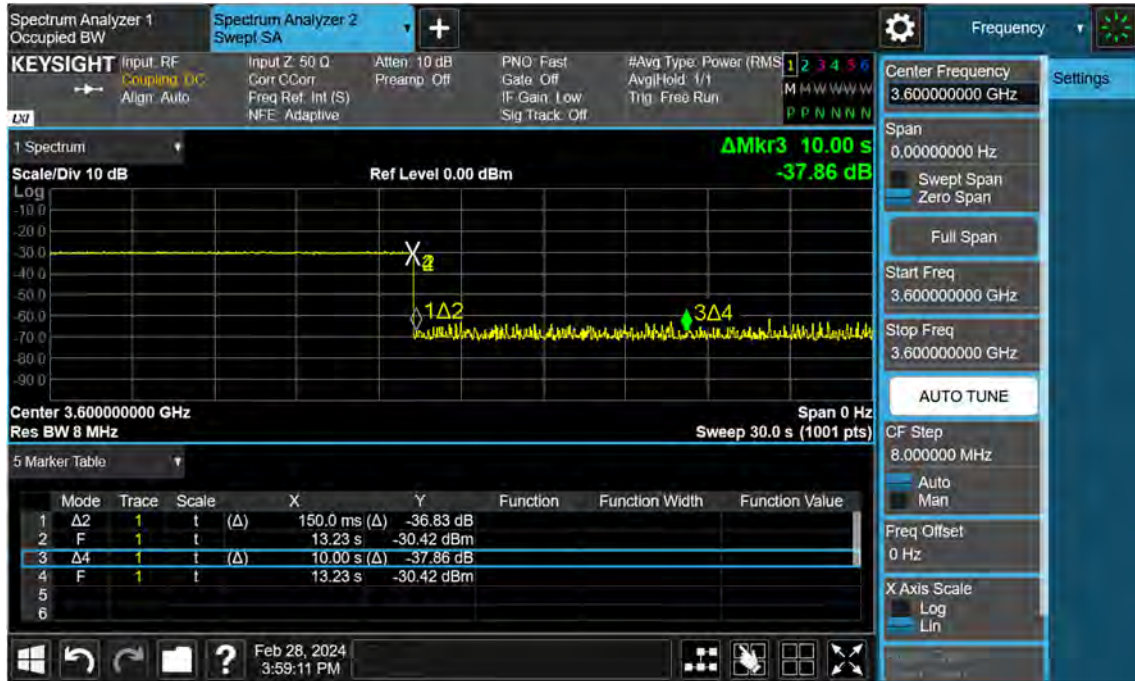 Spectrum Analyzer 1
Occupied BW
Spectrum Analyzer 2
Swept SA
+
Frequency
KEYSIGHT
LXI
Input: RF
Coupling: DC
Align: Auto
Input Z: 50 Ω
Corr CCorr
Freq Ref: Int (S)
NFE: Adaptive
Atten: 10 dB
Preamp: Off
PNO: Fast
Gate: Off
IF Gain: Low
Sig Track: Off
#Avg Type: Power (RMS
Avg|Hold: 1/1
Trig: Free Run
1 2 3 4 5 6
M W W W W W
P P N N N N
1 Spectrum
Scale/Div 10 dB
Ref Level 0.00 dBm
ΔMkr3 10.00 s
-37.86 dB
Log
-10.0
-20.0
-30.0
-40.0
-50.0
-60.0
-70.0
-80.0
-90.0
1Δ2
3Δ4
Center 3.600000000 GHz
Span 0 Hz
Res BW 8 MHz
Sweep 30.0 s (1001 pts)
5 Marker Table
Mode Trace Scale X Y Function Function Width Function Value
1 Δ2 1 t (Δ) 150.0 ms (Δ) -36.83 dB
2 F 1 t 13.23 s -30.42 dBm
3 Δ4 1 t (Δ) 10.00 s (Δ) -37.86 dB
4 F 1 t 13.23 s -30.42 dBm
5
6
Feb 28, 2024
3:59:11 PM
Center Frequency
3.600000000 GHz
Settings
Span
0.00000000 Hz
Swept Span
Zero Span
Full Span
Start Freq
3.600000000 GHz
Stop Freq
3.600000000 GHz
AUTO TUNE
CF Step
8.000000 MHz
Auto
Man
Freq Offset
0 Hz
X Axis Scale
Log
Lin